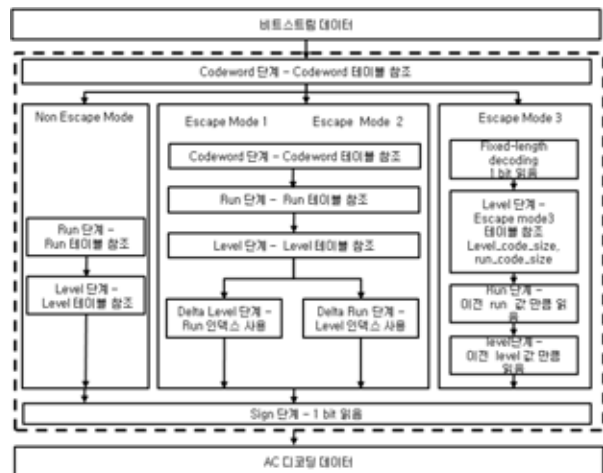 비트스트림 데이터
Codeword 단계 – Codeword 테이블 참조
Non Escape Mode
Run 단계 –
Run 테이블 참조
Level 단계 –
Level 테이블 참조
Escape Mode 1
Escape Mode 2
Codeword 단계 – Codeword 테이블 참조
Run 단계 – Run 테이블 참조
Level 단계 – Level 테이블 참조
Delta Level 단계 –
Run 인덱스 사용
Delta Run 단계 –
Level 인덱스 사용
Escape Mode 3
Fixed-length
decoding
1 bit 읽음
Level 단계 –
Escape mode3
테이블 참조
Level_code_size,
run_code_size
Run 단계 –
이전 run 값 만큼 읽
음
level단계 –
이전 level 값 만큼
읽음
Sign 단계 – 1 bit 읽음
AC 디코딩 데이터